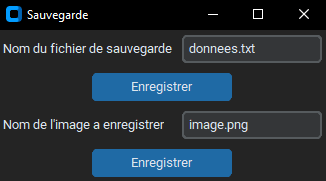 Sauvegarde
Nom du fichier de sauvegarde donnees.txt
Enregistrer
Nom de l'image a enregistrer image.png
Enregistrer